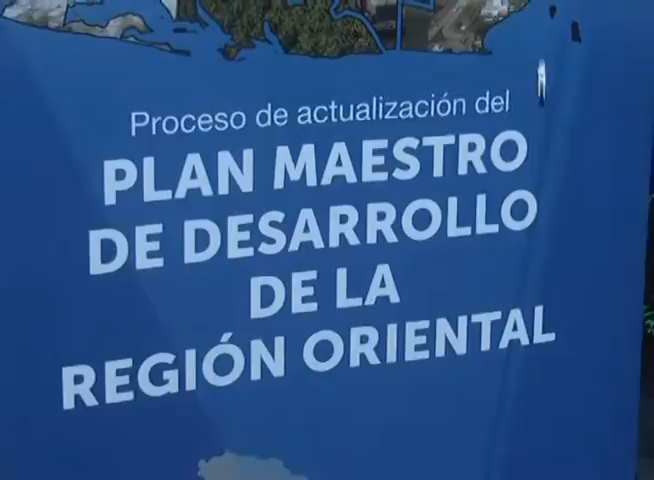 Proceso de actualización del
PLAN MAESTRO
DE DESARROLLO
DE LA
REGIÓN ORIENTAL